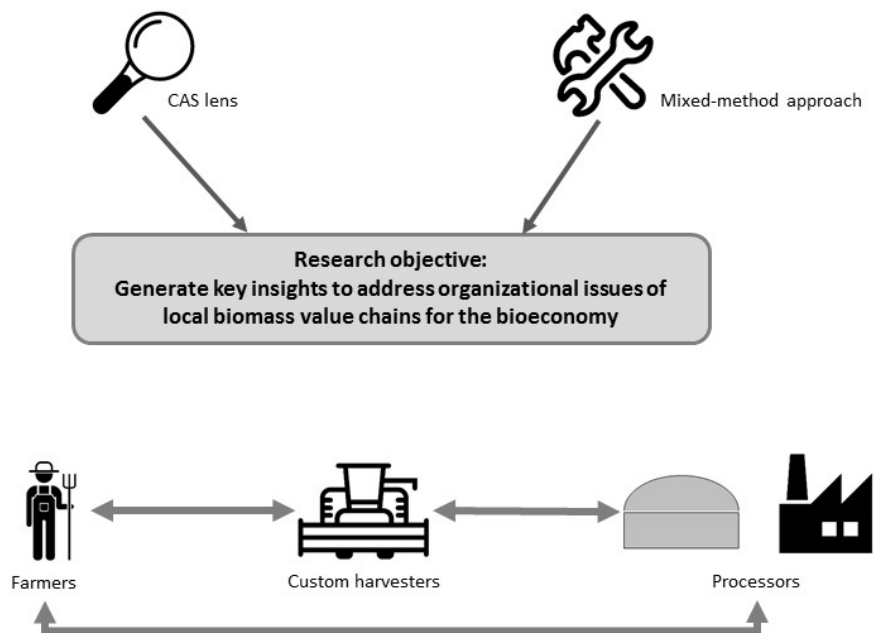 CAS lens
Mixed-method approach
Research objective:
Generate key insights to address organizational issues of
local biomass value chains for the bioeconomy
Farmers
Custom harvesters
Processors